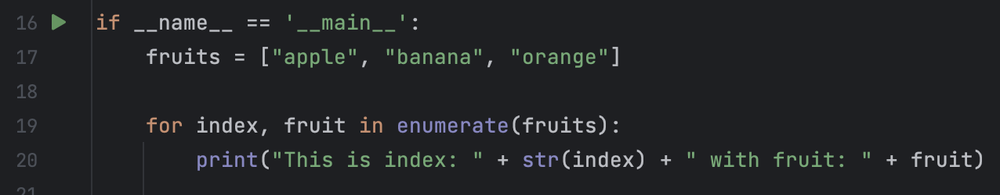 16 if __name__ == '__main__':
17 fruits = ["apple", "banana", "orange"]
18
19 for index, fruit in enumerate(fruits):
20 print("This is index: " + str(index) + " with fruit: " + fruit)
21